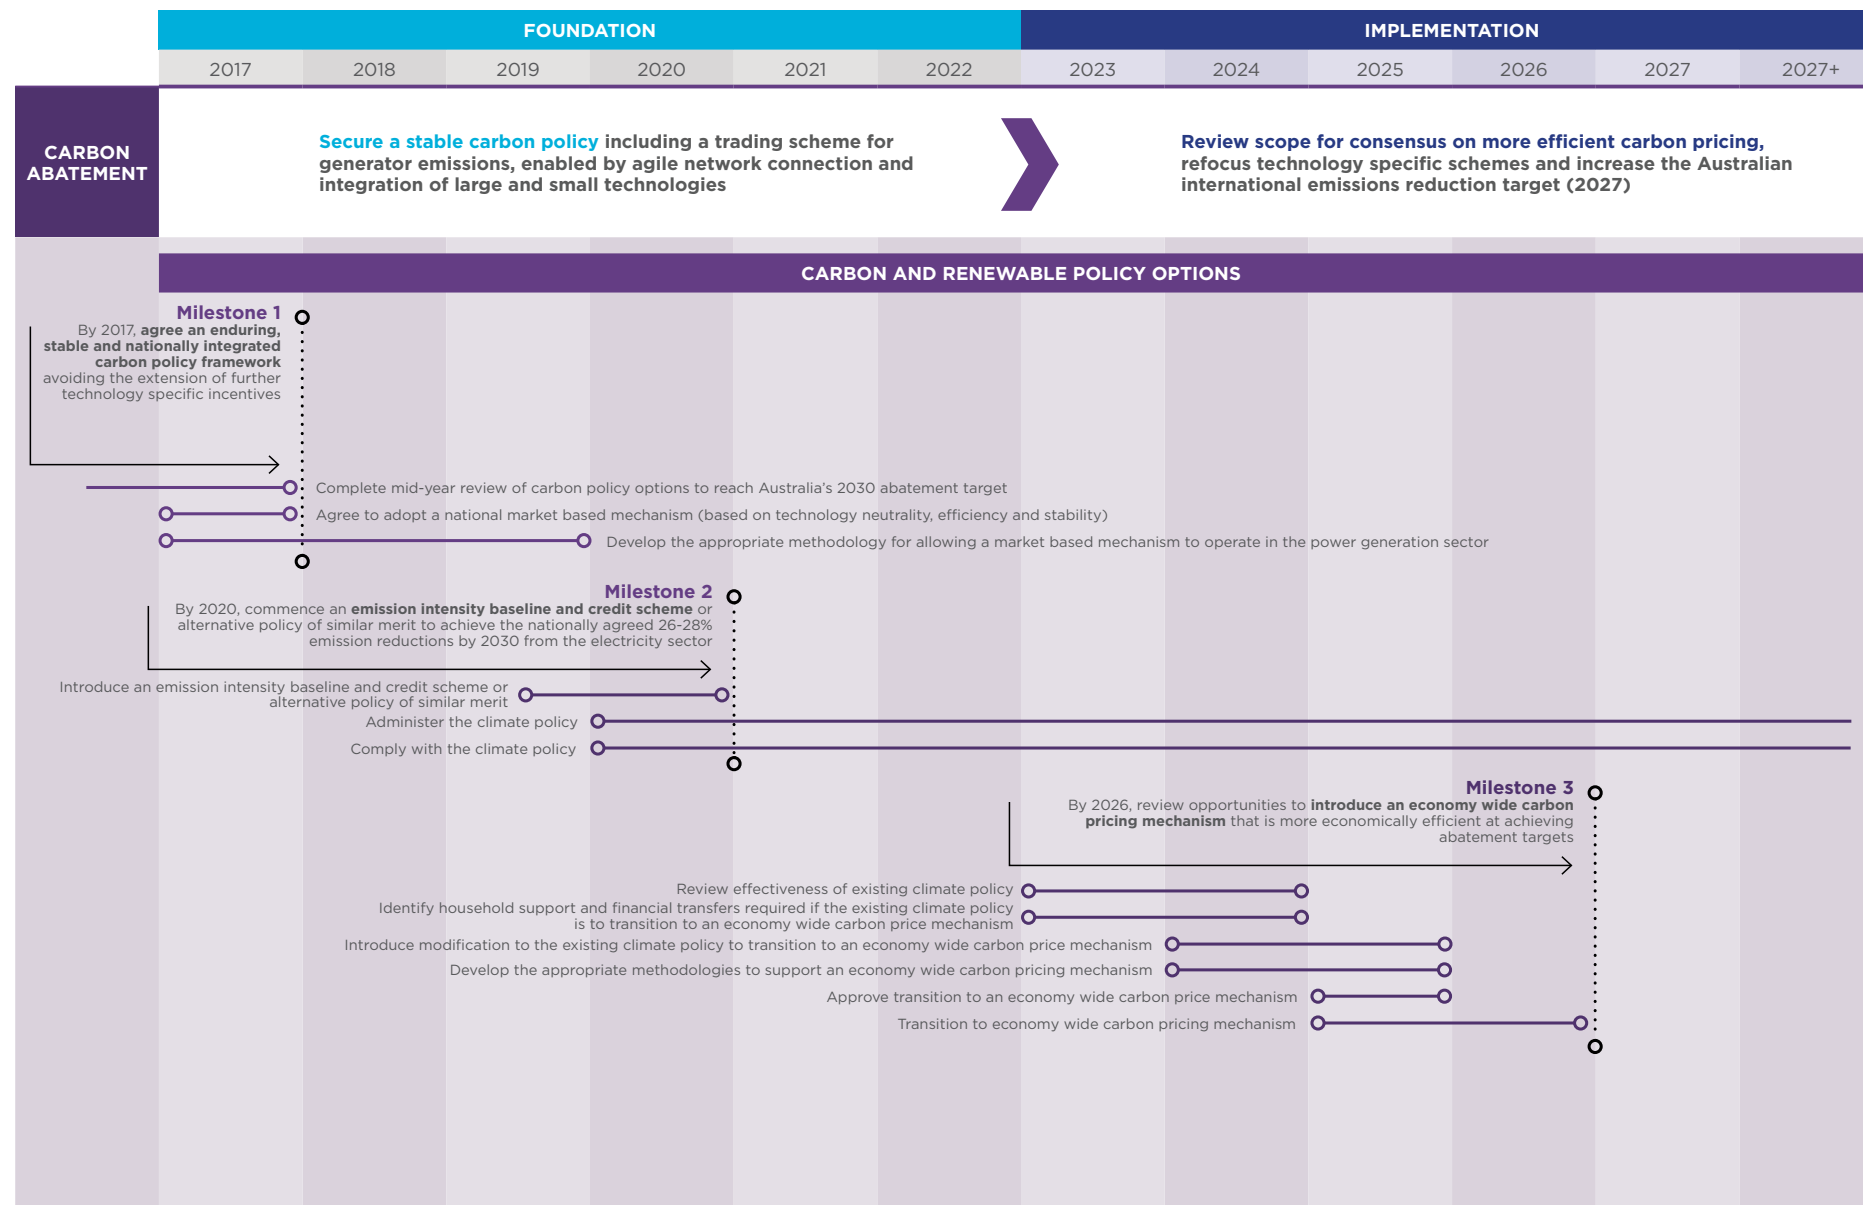 FOUNDATION
IMPLEMENTATION
2017
2018
2019
2020
2021
2022
2023
2024
2025
2026
2027
2027+
CARBON
ABATEMENT
Secure a stable carbon policy including a trading scheme for
generator emissions, enabled by agile network connection and
integration of large and small technologies
Review scope for consensus on more efficient carbon pricing,
refocus technology specific schemes and increase the Australian
international emissions reduction target (2027)
CARBON AND RENEWABLE POLICY OPTIONS
Milestone 1
By 2017, agree an enduring,
stable and nationally integrated
carbon policy framework
avoiding the extension of further
technology specific incentives
Complete mid-year review of carbon policy options to reach Australia’s 2030 abatement target
Agree to adopt a national market based mechanism (based on technology neutrality, efficiency and stability)
Develop the appropriate methodology for allowing a market based mechanism to operate in the power generation sector
Milestone 2
By 2020, commence an emission intensity baseline and credit scheme or
alternative policy of similar merit to achieve the nationally agreed 26-28%
emission reductions by 2030 from the electricity sector
Introduce an emission intensity baseline and credit scheme or
alternative policy of similar merit
Administer the climate policy
Comply with the climate policy
Milestone 3
By 2026, review opportunities to introduce an economy wide carbon
pricing mechanism that is more economically efficient at achieving
abatement targets
Review effectiveness of existing climate policy
Identify household support and financial transfers required if the existing climate policy
is to transition to an economy wide carbon price mechanism
Introduce modification to the existing climate policy to transition to an economy wide carbon price mechanism
Develop the appropriate methodologies to support an economy wide carbon pricing mechanism
Approve transition to an economy wide carbon price mechanism
Transition to economy wide carbon pricing mechanism